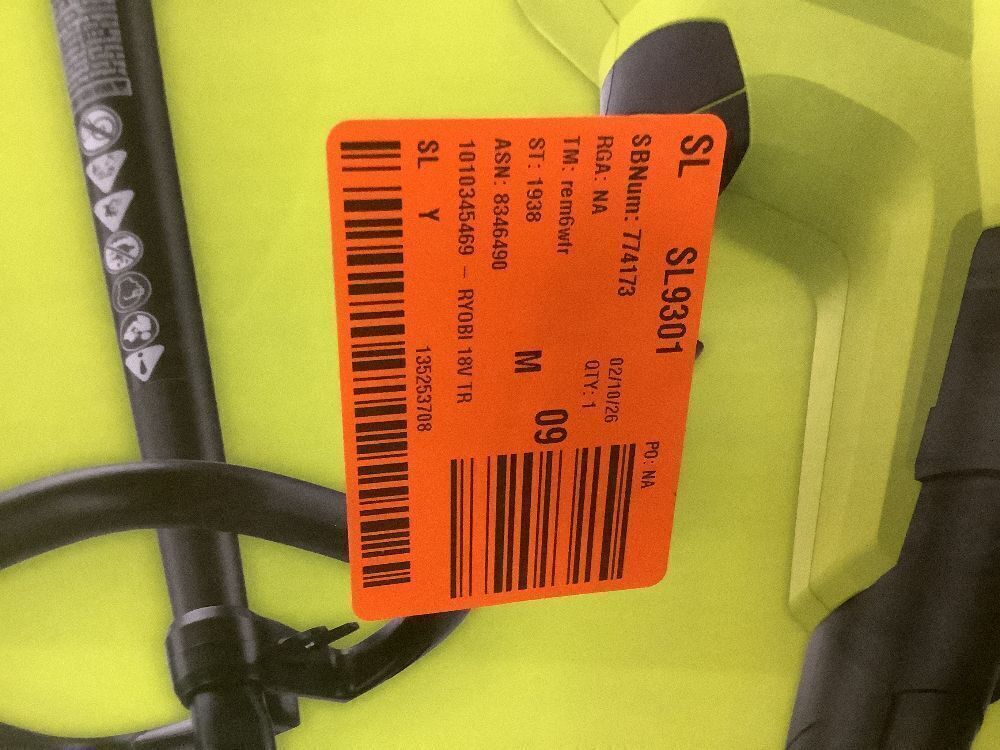 SL SL9301
SBNum: 774173 02/10/26 PO: NA
RGA: NA QTY: 1
TM: rem6wfr
ST: 1938 M 09
ASN: 8346490
1010345469 - RYOBI 18V TR
SL Y 135253708